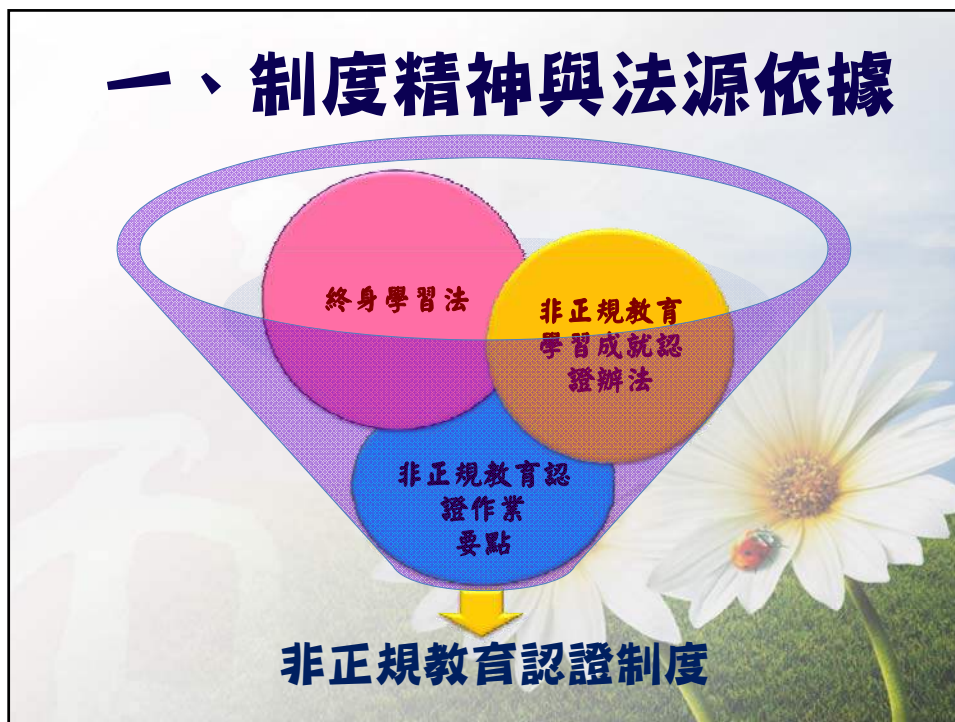 一、制度精神與法源依據
終身學習法
非正規教育
學習成就認
證辦法
非正規教育認
證作業
要點
非正規教育認證制度